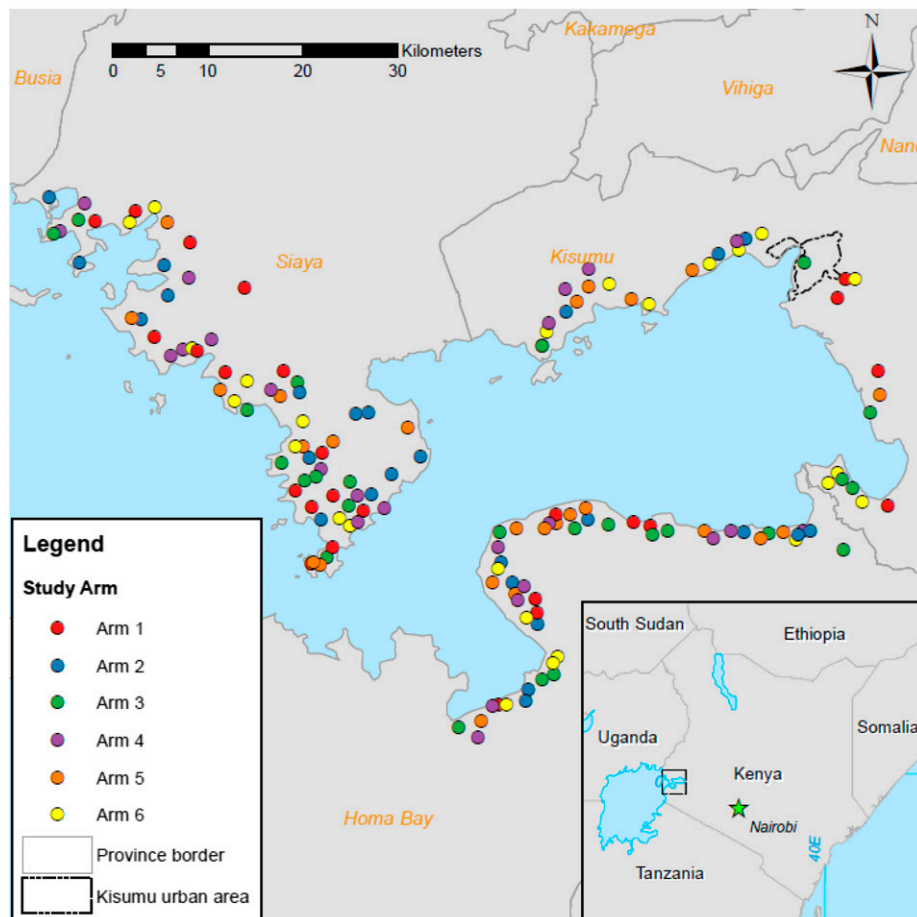 Kakamega
N
Kilometers
0 5 10 20 30
Busia
Vihiga
Siaya
Kisumu
Homa Bay
Legend
Study Arm
Arm 1
Arm 2
Arm 3
Arm 4
Arm 5
Arm 6
Province border
Kisumu urban area
South Sudan
Ethiopia
Uganda
Somalia
Kenya
Nairobi
Tanzania
40E